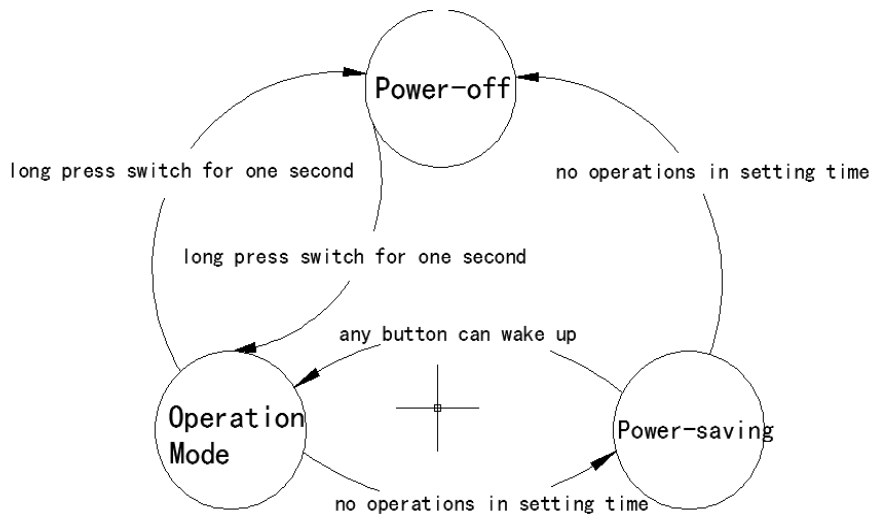 Power-off
long press switch for one second
no operations in setting time
long press switch for one second
any button can wake up
Operation
Mode
Power-saving
no operations in setting time